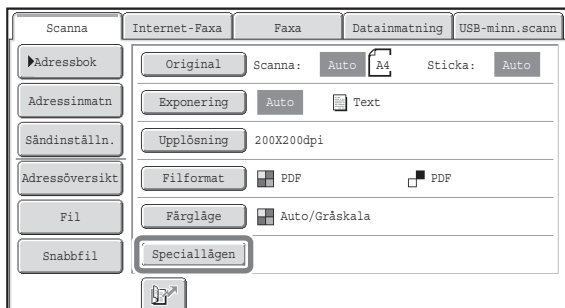 Scanna Internet-Faxa Faxa Datainmatning USB-minn.scann
Adressbok
Original Scanna: Auto A4 Sticka: Auto
Adressinmatn
Exponering Auto Text
Sändinställn.
Upplösning 200X200dpi
Adressöversikt
Filformat PDF PDF
Fil
Färgläge Auto/Gråskala
Snabbfil
Speciallägen